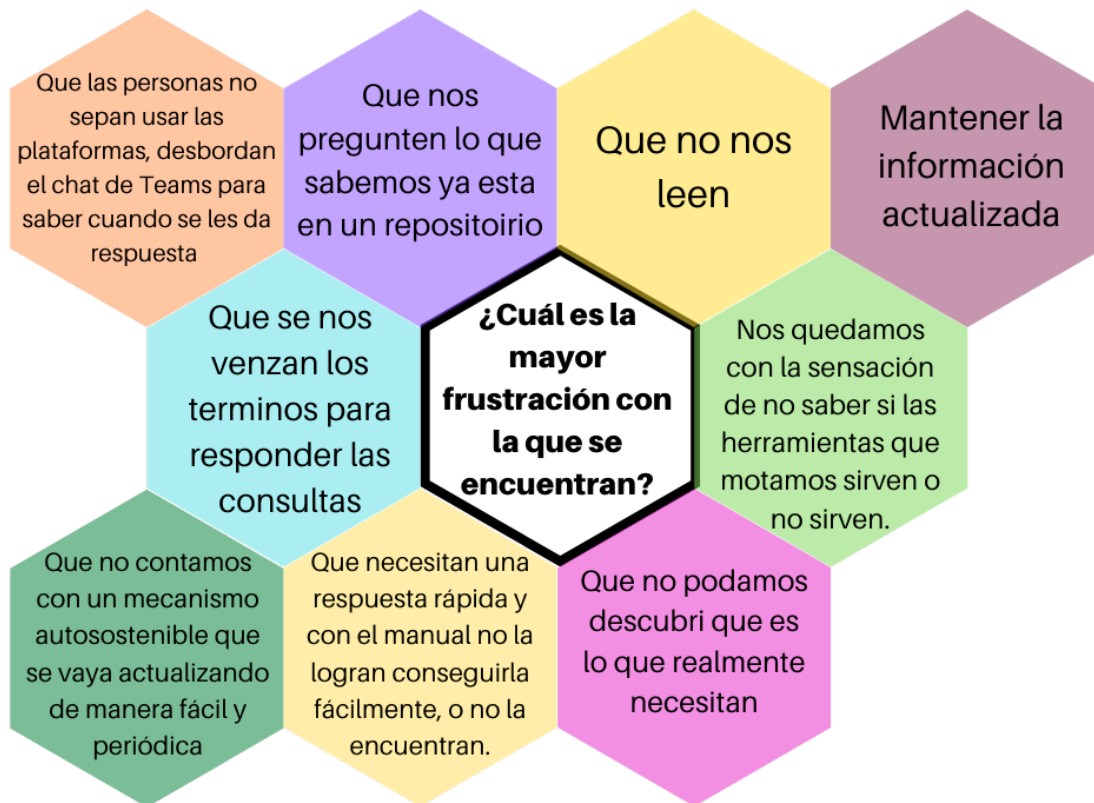 Que las personas no
sepan usar las
plataformas, desbordan
el chat de Teams para
saber cuando se les da
respuesta
Que nos
pregunten lo que
sabemos ya esta
en un repositoirio
Que no nos
leen
Mantener la
información
actualizada
Que se nos
venzan los
terminos para
responder las
consultas
¿Cuál es la
mayor
frustración con
la que se
encuentran?
Nos quedamos
con la sensación
de no saber si las
herramientas que
motamos sirven o
no sirven.
Que no contamos
con un mecanismo
autosostenible que
se vaya actualizando
de manera fácil y
periódica
Que necesitan una
respuesta rápida y
con el manual no la
logran conseguirla
fácilmente, o no la
encuentran.
Que no podamos
descubri que es
lo que realmente
necesitan